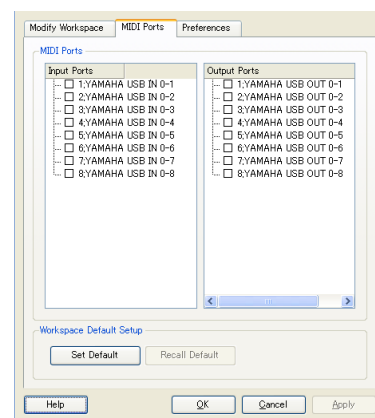 Modify Workspace MIDI Ports Preferences
MIDI Ports
Input Ports
1;YAMAHA USB IN 0-1
2;YAMAHA USB IN 0-2
3;YAMAHA USB IN 0-3
4;YAMAHA USB IN 0-4
5;YAMAHA USB IN 0-5
6;YAMAHA USB IN 0-6
7;YAMAHA USB IN 0-7
8;YAMAHA USB IN 0-8
Output Ports
1;YAMAHA USB OUT 0-1
2;YAMAHA USB OUT 0-2
3;YAMAHA USB OUT 0-3
4;YAMAHA USB OUT 0-4
5;YAMAHA USB OUT 0-5
6;YAMAHA USB OUT 0-6
7;YAMAHA USB OUT 0-7
8;YAMAHA USB OUT 0-8
Workspace Default Setup
Set Default Recall Default
Help OK Cancel Apply